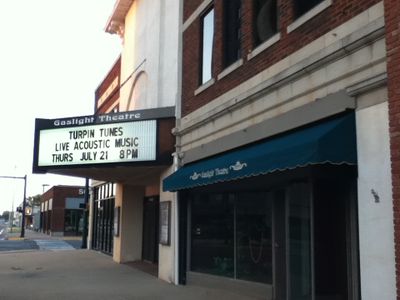 Gaslight Theatre
TURPIN TUNES
LIVE ACOUSTIC MUSIC
THURS JULY 21 8PM
Gaslight Theatre